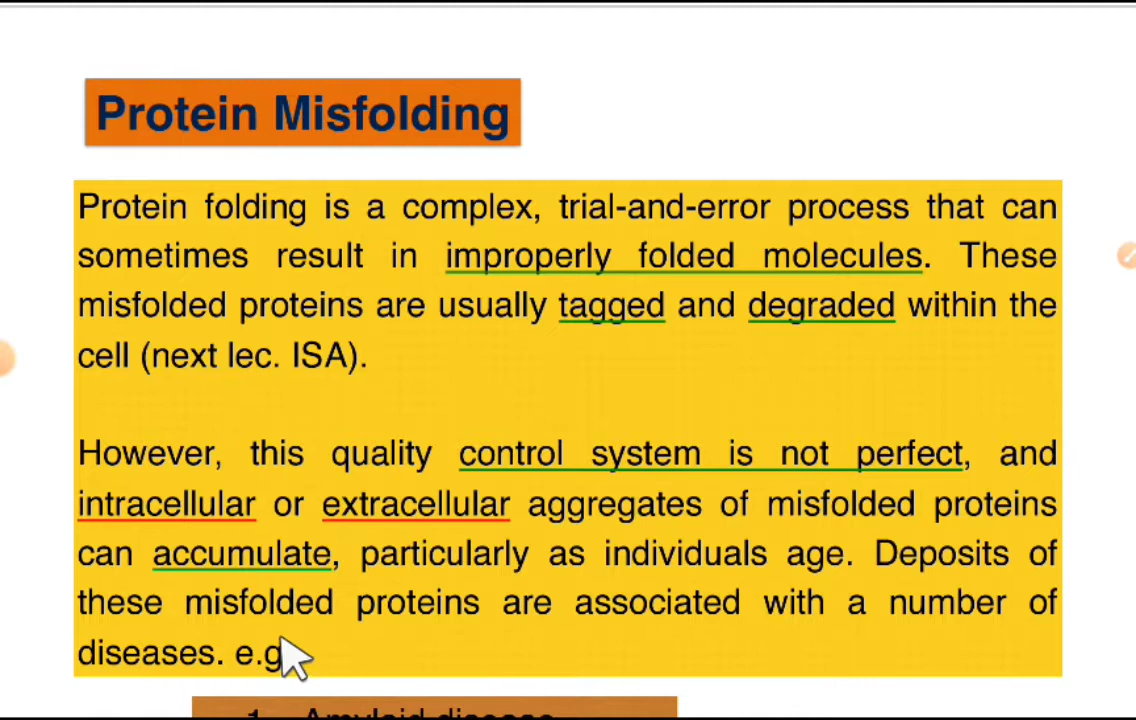 Protein Misfolding
Protein folding is a complex, trial-and-error process that can
sometimes result in improperly folded molecules. These
misfolded proteins are usually tagged and degraded within the
cell (next lec. ISA).
However, this quality control system is not perfect, and
intracellular or extracellular aggregates of misfolded proteins
can accumulate, particularly as individuals age. Deposits of
these misfolded proteins are associated with a number of
diseases. e.g
1. Amyloid disease